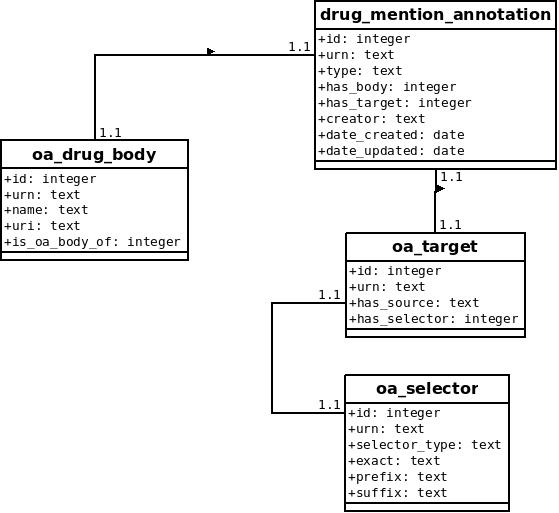 drug_mention_annotation
+id: integer
+urn: text
+type: text
+has_body: integer
+has_target: integer
+creator: text
+date_created: date
+date_updated: date
1.1
1.1
oa_drug_body
+id: integer
+urn: text
+name: text
+uri: text
+is_oa_body_of: integer
1.1
1.1
oa_target
+id: integer
+urn: text
+has_source: text
+has_selector: integer
1.1
1.1
oa_selector
+id: integer
+urn: text
+selector_type: text
+exact: text
+prefix: text
+suffix: text